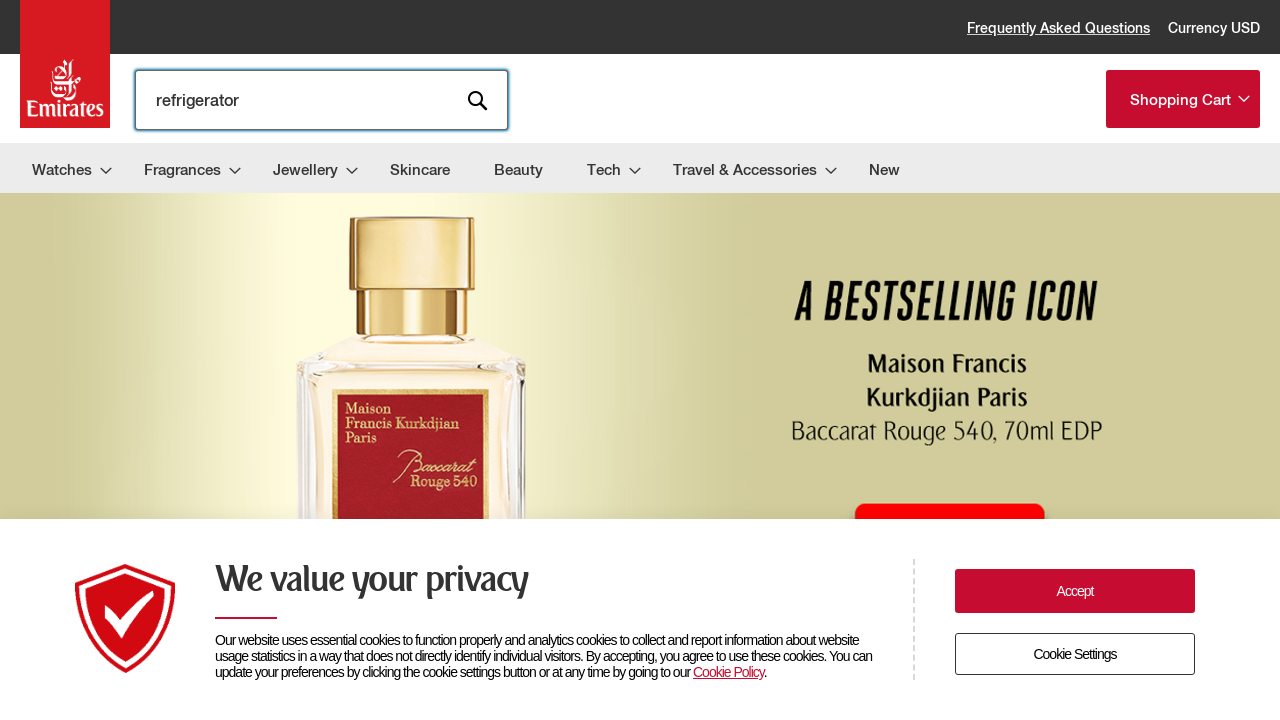 Frequently Asked Questions
Currency USD
Emirates
refrigerator
Shopping Cart
Watches
Fragrances
Jewellery
Skincare
Beauty
Tech
Travel & Accessories
New
A BESTSELLING ICON
Maison Francis
Kurkdjian Paris
Baccarat Rouge 540, 70ml EDP
Maison
Francis Kurkdjian
Paris
Baccarat
Rouge 540
We value your privacy
Our website uses essential cookies to function properly and analytics cookies to collect and report information about website
usage statistics in a way that does not directly identify individual visitors. By accepting, you agree to use these cookies. You can
update your preferences by clicking the cookie settings button or at any time by going to our Cookie Policy.
Accept
Cookie Settings